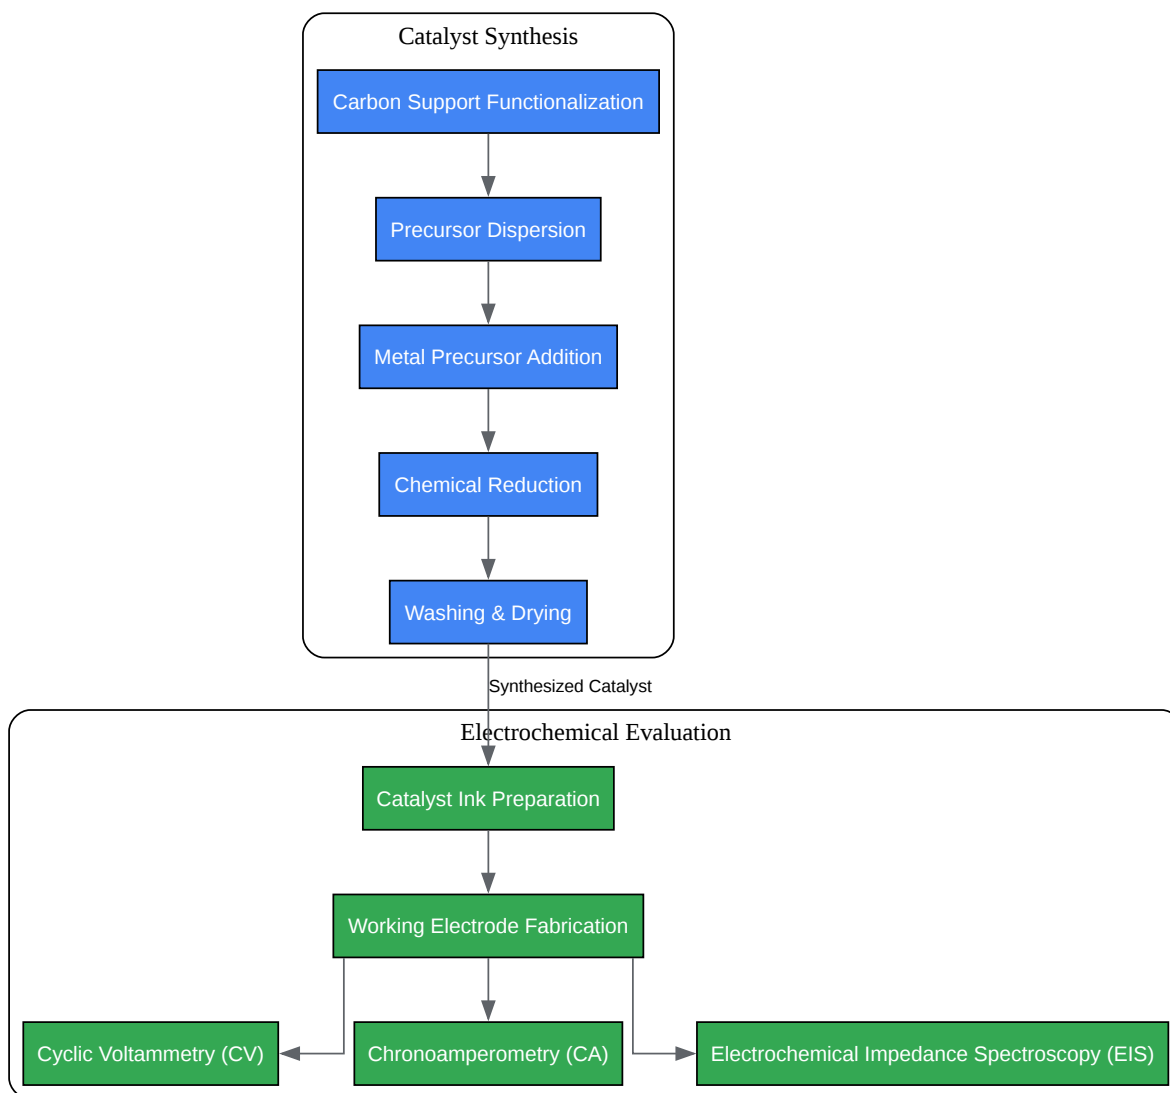 Catalyst Synthesis
Carbon Support Functionalization
Precursor Dispersion
Metal Precursor Addition
Chemical Reduction
Washing & Drying
Synthesized Catalyst
Electrochemical Evaluation
Catalyst Ink Preparation
Working Electrode Fabrication
Cyclic Voltammetry (CV)
Chronoamperometry (CA)
Electrochemical Impedance Spectroscopy (EIS)